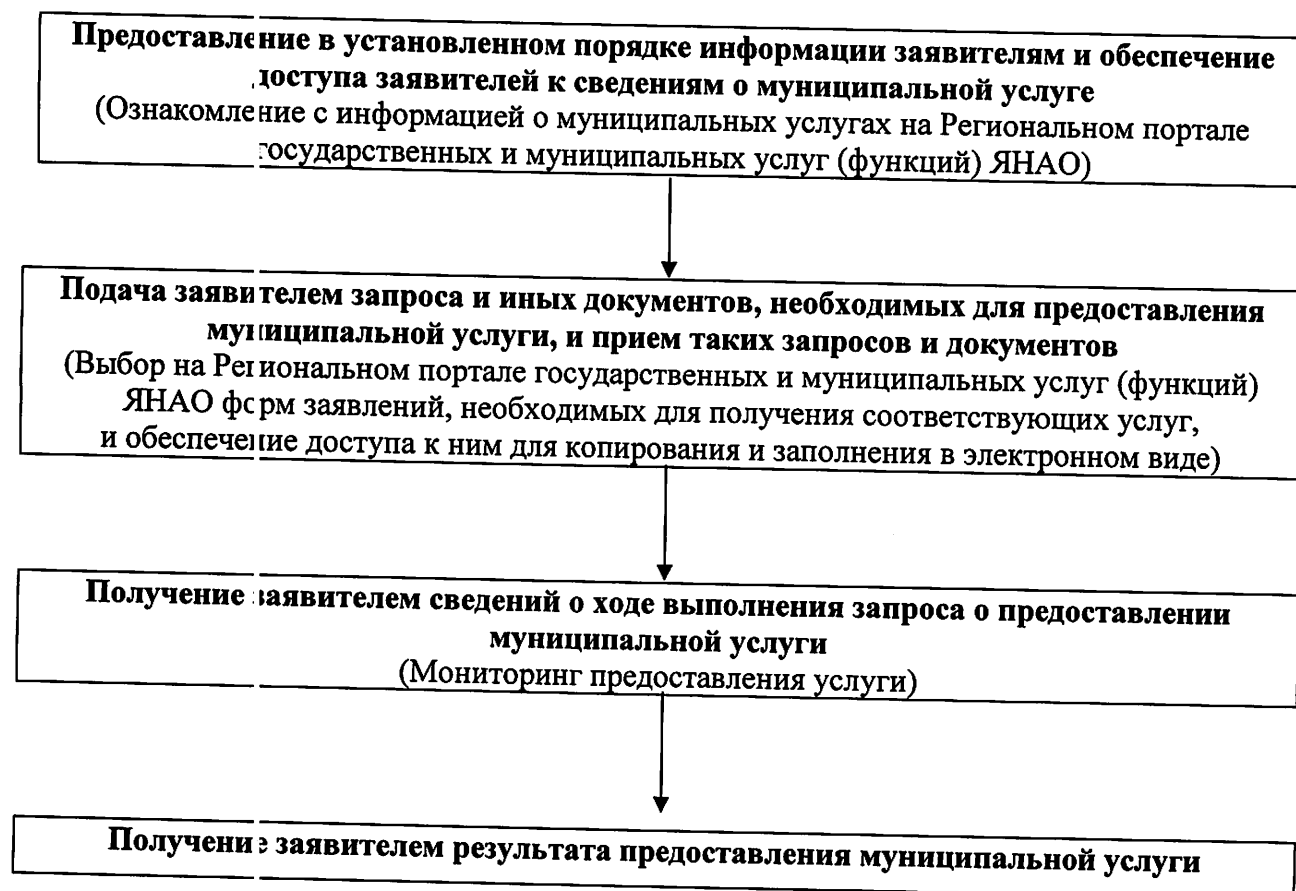 Предоставление в установленном порядке информации заявителям и обеспечение
доступа заявителей к сведениям о муниципальной услуге
(Ознакомление с информацией о муниципальных услугах на Региональном портале
государственных и муниципальных услуг (функций) ЯНАО)
Подача заявителем запроса и иных документов, необходимых для предоставления
муниципальной услуги, и прием таких запросов и документов
(Выбор на Региональном портале государственных и муниципальных услуг (функций)
ЯНАО форм заявлений, необходимых для получения соответствующих услуг,
и обеспечение доступа к ним для копирования и заполнения в электронном виде)
Получение заявителем сведений о ходе выполнения запроса о предоставлении
муниципальной услуги
(Мониторинг предоставления услуги)
Получение заявителем результата предоставления муниципальной услуги